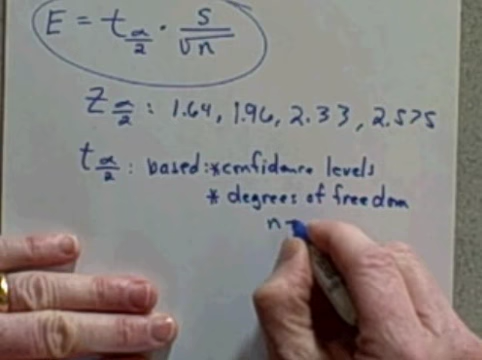 E = t α/2 · s/√n
z α/2 : 1.64, 1.96, 2.33, 2.575
t α/2 : based: * confidence levels
* degrees of freedom
n -